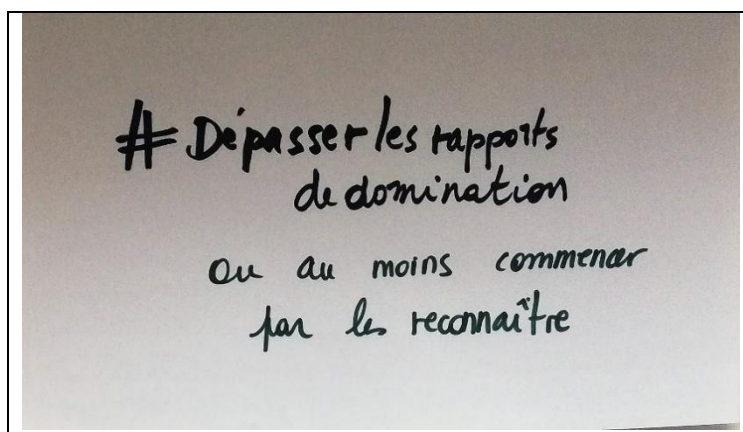 # Dépasser les rapports
de domination
ou au moins commencer
par les reconnaître